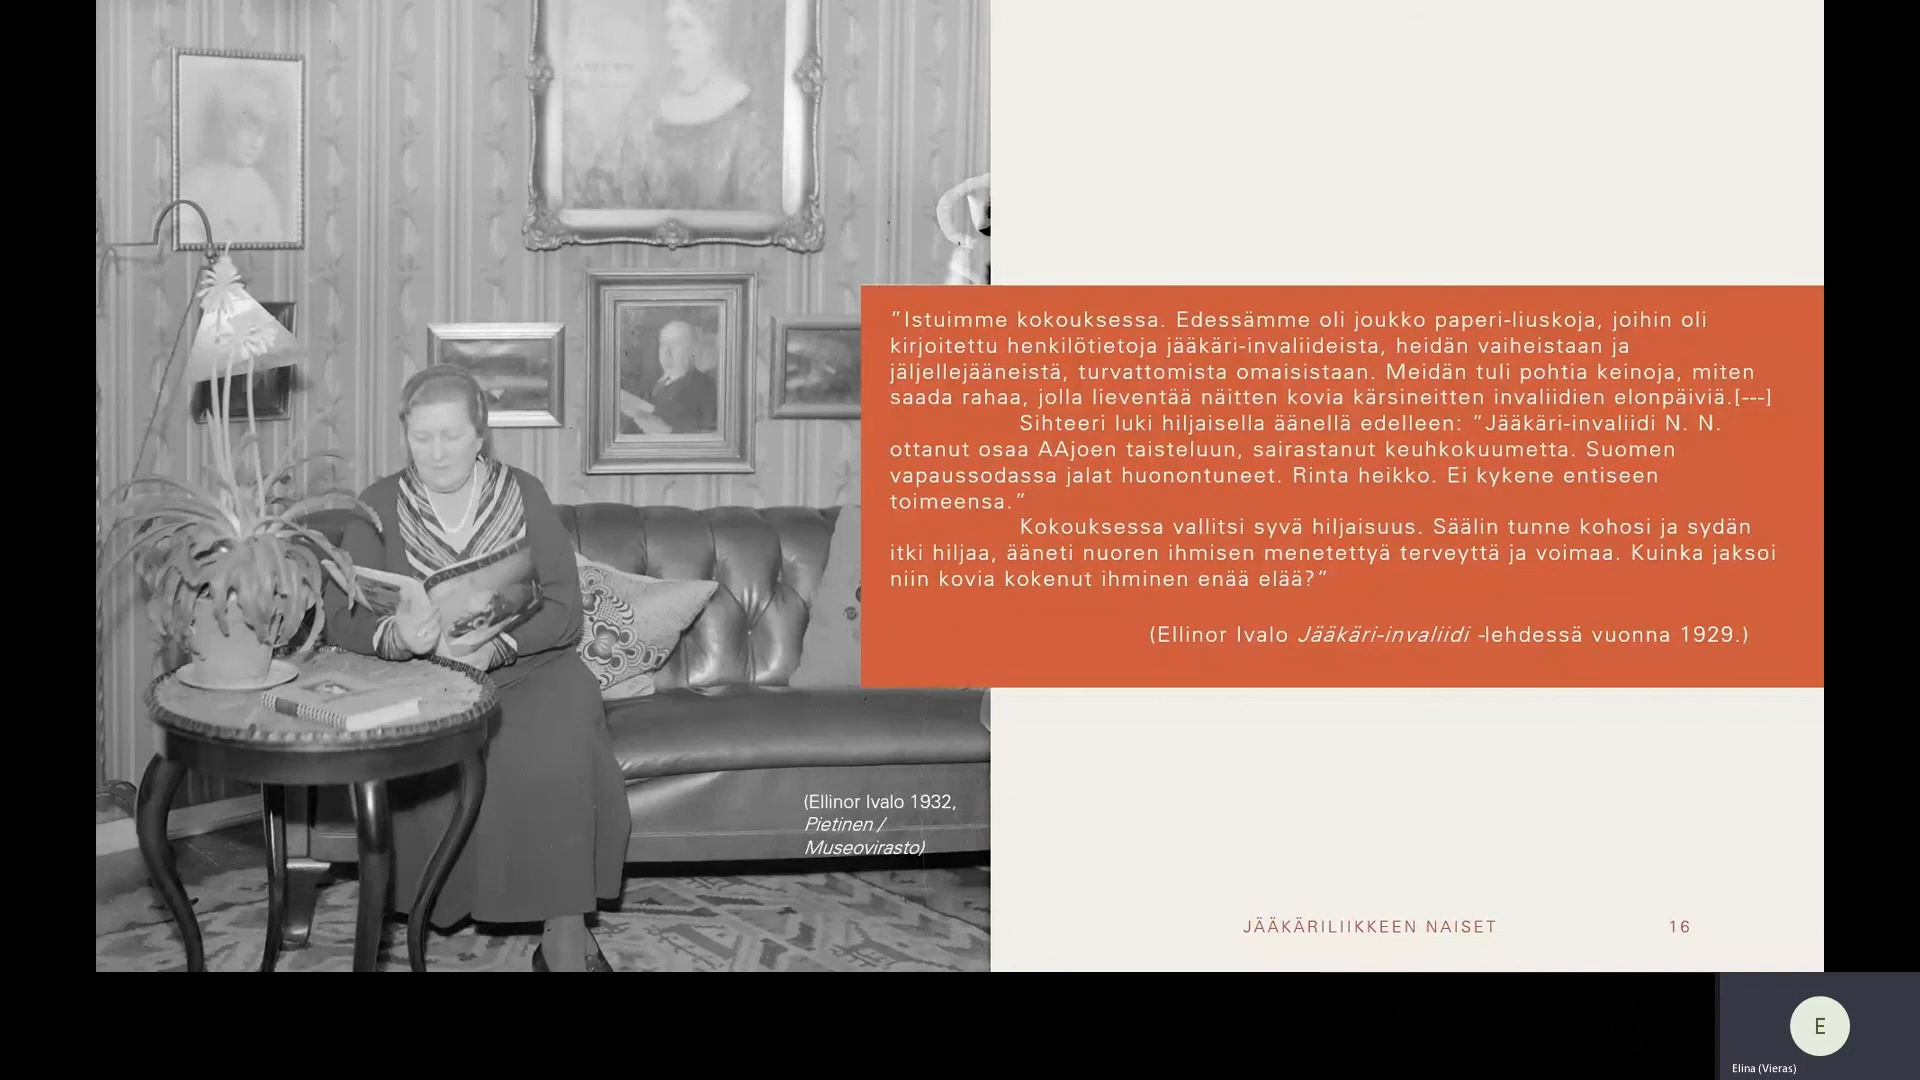 "Istuimme kokouksessa. Edessämme oli joukko paperi-liuskoja, joihin oli
kirjoitettu henkilötietoja jääkäri-invaliideista, heidän vaiheistaan ja
jäljellejääneistä, turvattomista omaisistaan. Meidän tuli pohtia keinoja, miten
saada rahaa, jolla lieventää näitten kovia kärsineitten invaliidien elonpäiviä.[---]
Sihteeri luki hiljaisella äänellä edelleen: "Jääkäri-invaliidi N. N.
ottanut osaa AAjoen taisteluun, sairastanut keuhkokuumetta. Suomen
vapaussodassa jalat huonontuneet. Rinta heikko. Ei kykene entiseen
toimeensa."
Kokouksessa vallitsi syvä hiljaisuus. Säälin tunne kohosi ja sydän
itki hiljaa, ääneti nuoren ihmisen menetettyä terveyttä ja voimaa. Kuinka jaksoi
niin kovia kokenut ihminen enää elää?"
(Ellinor Ivalo Jääkäri-invaliidi -lehdessä vuonna 1929.)
(Ellinor Ivalo 1932,
Pietinen /
Museovirasto)
JÄÄKÄRILIIKKEEN NAISET 16
E
Elina (Vieras)